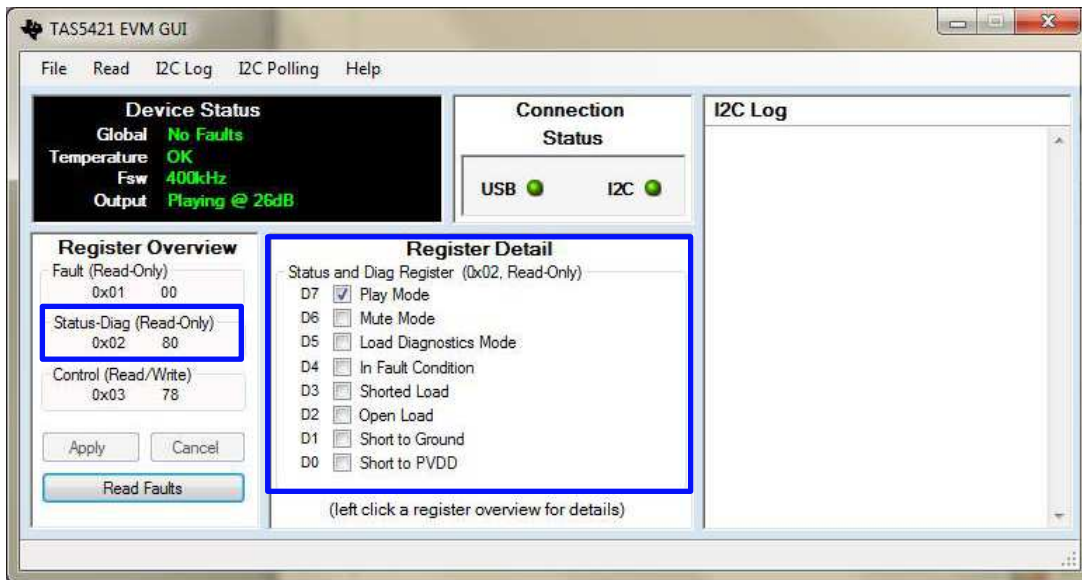 TAS5421 EVM GUI
File Read I2C Log I2C Polling Help
Device Status
Global No Faults
Temperature OK
Fsw 400kHz
Output Playing @ 26dB
Connection
Status
USB I2C
I2C Log
Register Overview
Fault (Read-Only)
0x01 00
Status-Diag (Read-Only)
0x02 80
Control (Read/Write)
0x03 78
Apply Cancel
Read Faults
Register Detail
Status and Diag Register (0x02, Read-Only)
D7 Play Mode
D6 Mute Mode
D5 Load Diagnostics Mode
D4 In Fault Condition
D3 Shorted Load
D2 Open Load
D1 Short to Ground
D0 Short to PVDD
(left click a register overview for details)